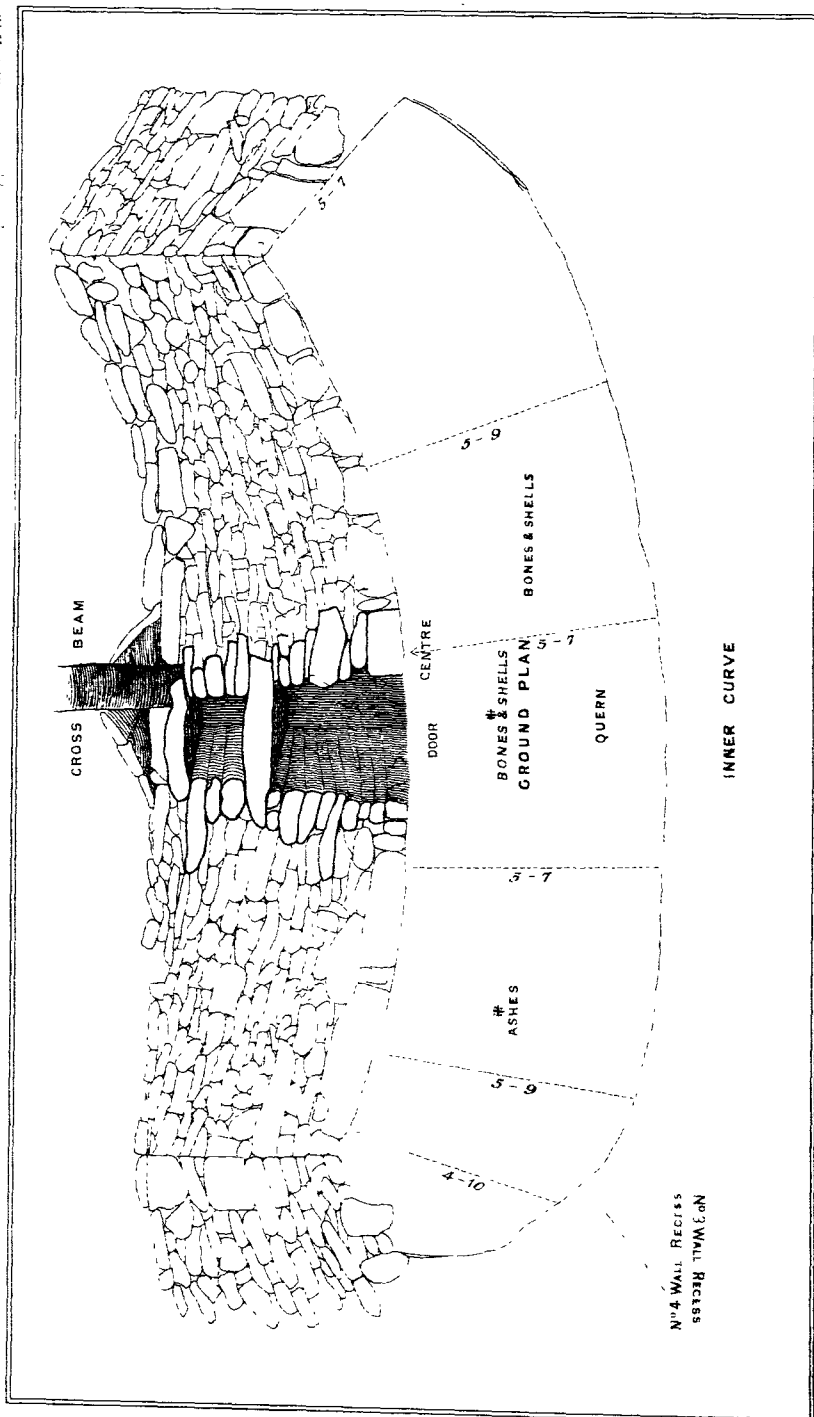 CROSS BEAM
5-7
5-9
5-7
5-7
5-9
4-10
DOOR CENTRE
BONES & SHELLS
BONES & SHELLS
GROUND PLAN
QUERN
ASHES
INNER CURVE
Nº 4 WALL RECESS
Nº 3 WALL RECESS